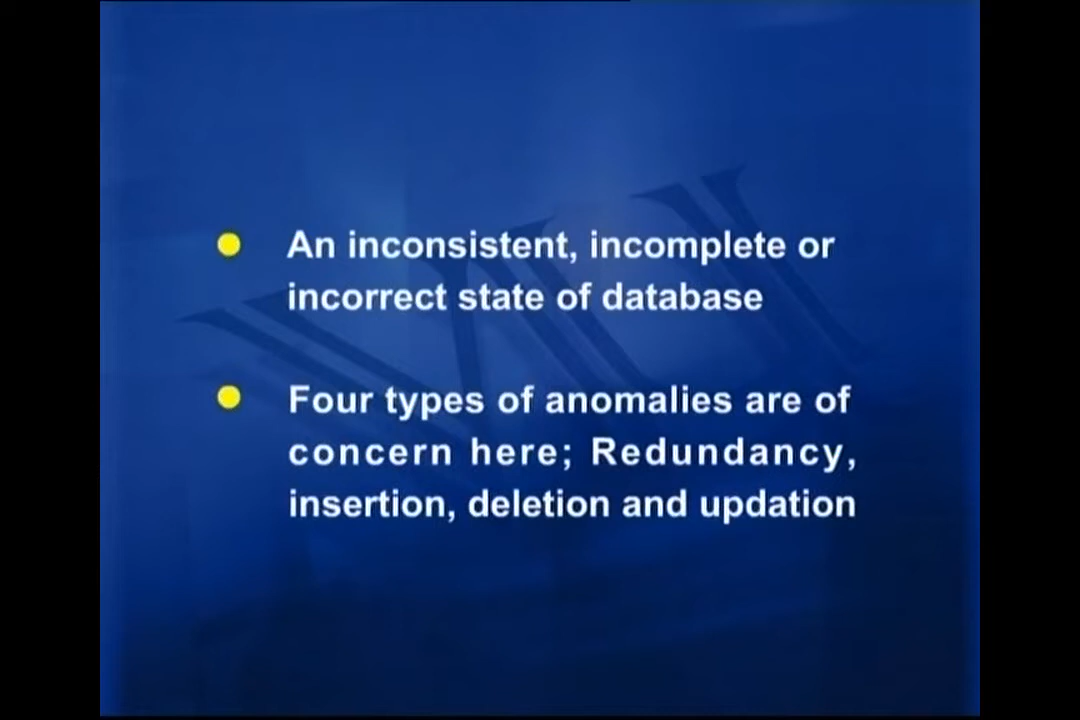 An inconsistent, incomplete or
incorrect state of database
Four types of anomalies are of
concern here; Redundancy,
insertion, deletion and updation